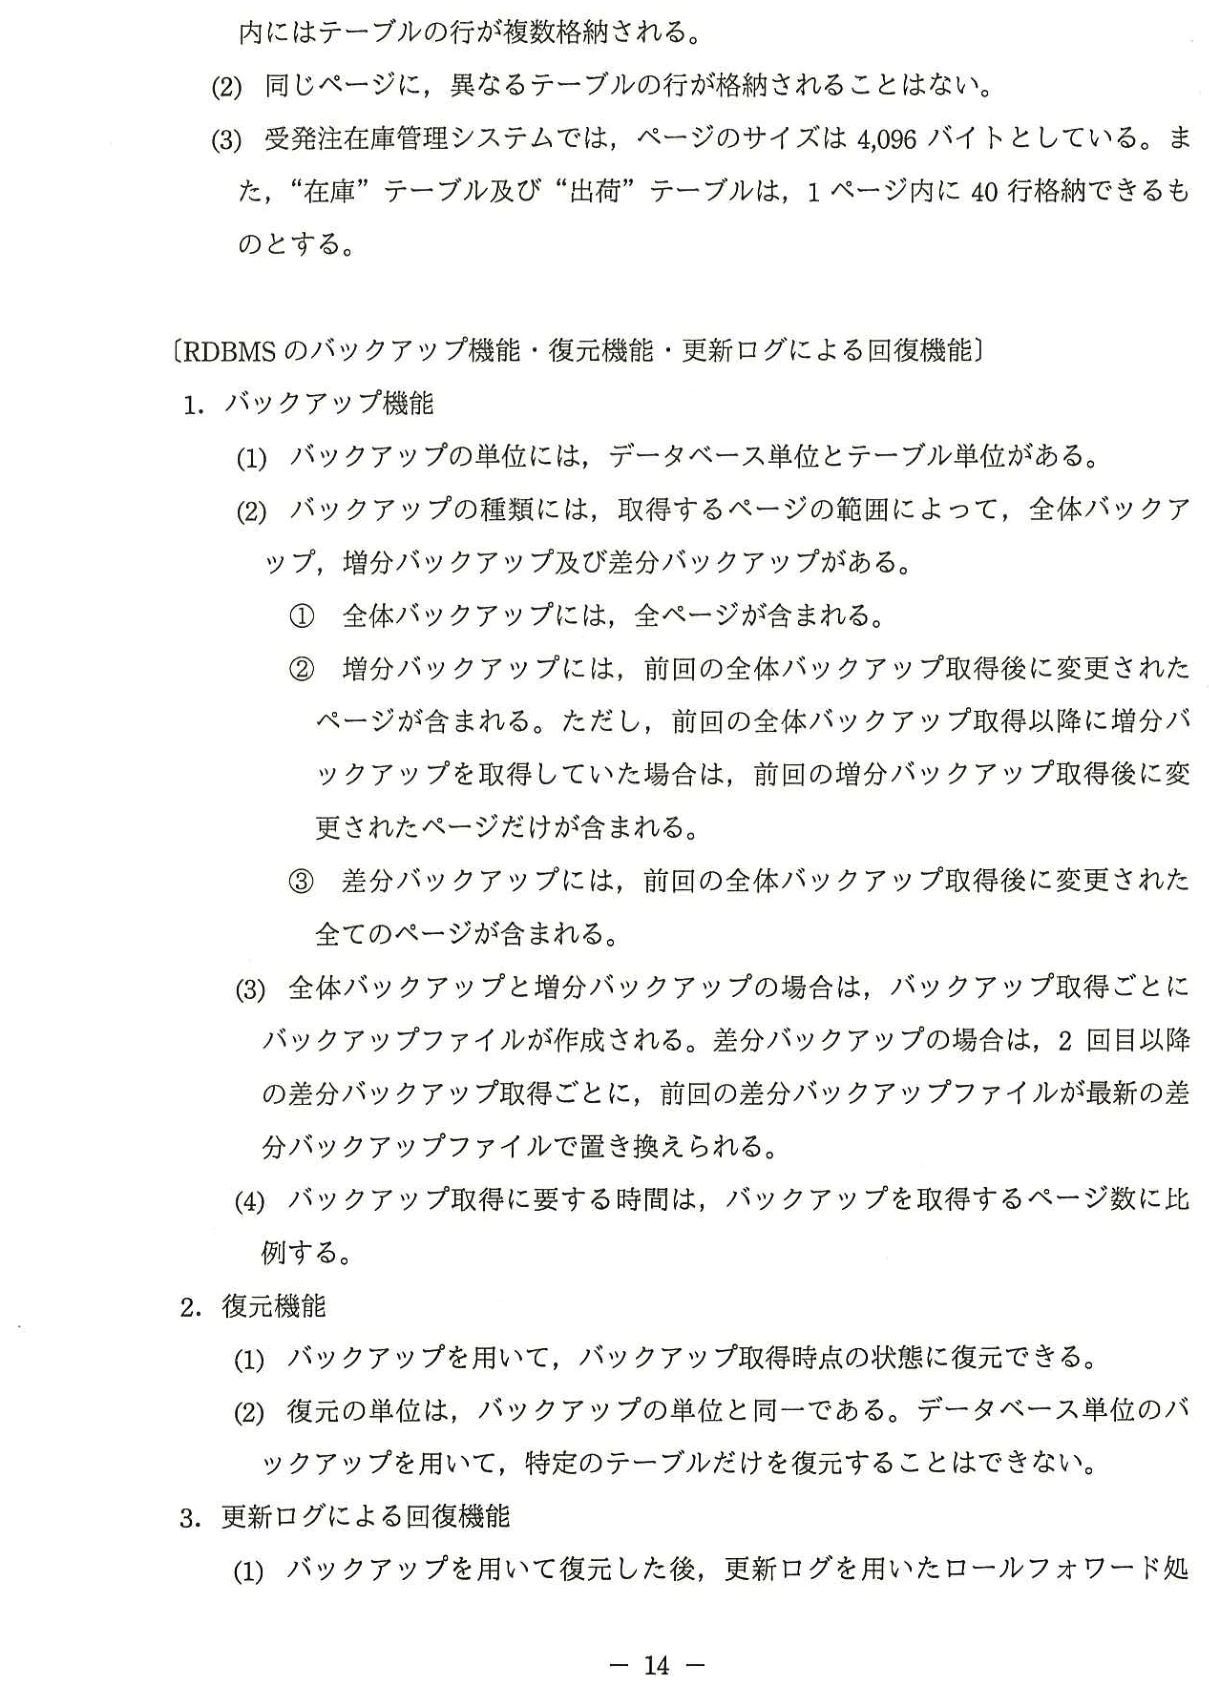 内にはテーブルの行が複数格納される。
(2) 同じページに，異なるテーブルの行が格納されることはない。
(3) 受発注在庫管理システムでは，ページのサイズは 4,096 バイトとしている。ま
た，“在庫” テーブル及び “出荷” テーブルは，1 ページ内に 40 行格納できるも
のとする。
〔RDBMS のバックアップ機能・復元機能・更新ログによる回復機能〕
1．バックアップ機能
(1) バックアップの単位には，データベース単位とテーブル単位がある。
(2) バックアップの種類には，取得するページの範囲によって，全体バックア
ップ，増分バックアップ及び差分バックアップがある。
① 全体バックアップには，全ページが含まれる。
② 増分バックアップには，前回の全体バックアップ取得後に変更された
ページが含まれる。ただし，前回の全体バックアップ取得以降に増分バ
ックアップを取得していた場合は，前回の増分バックアップ取得後に変
更されたページだけが含まれる。
③ 差分バックアップには，前回の全体バックアップ取得後に変更された
全てのページが含まれる。
(3) 全体バックアップと増分バックアップの場合は，バックアップ取得ごとに
バックアップファイルが作成される。差分バックアップの場合は，2 回目以降
の差分バックアップ取得ごとに，前回の差分バックアップファイルが最新の差
分バックアップファイルで置き換えられる。
(4) バックアップ取得に要する時間は，バックアップを取得するページ数に比
例する。
2．復元機能
(1) バックアップを用いて，バックアップ取得時点の状態に復元できる。
(2) 復元の単位は，バックアップの単位と同一である。データベース単位のバ
ックアップを用いて，特定のテーブルだけを復元することはできない。
3．更新ログによる回復機能
(1) バックアップを用いて復元した後，更新ログを用いたロールフォワード処
－ 14 －